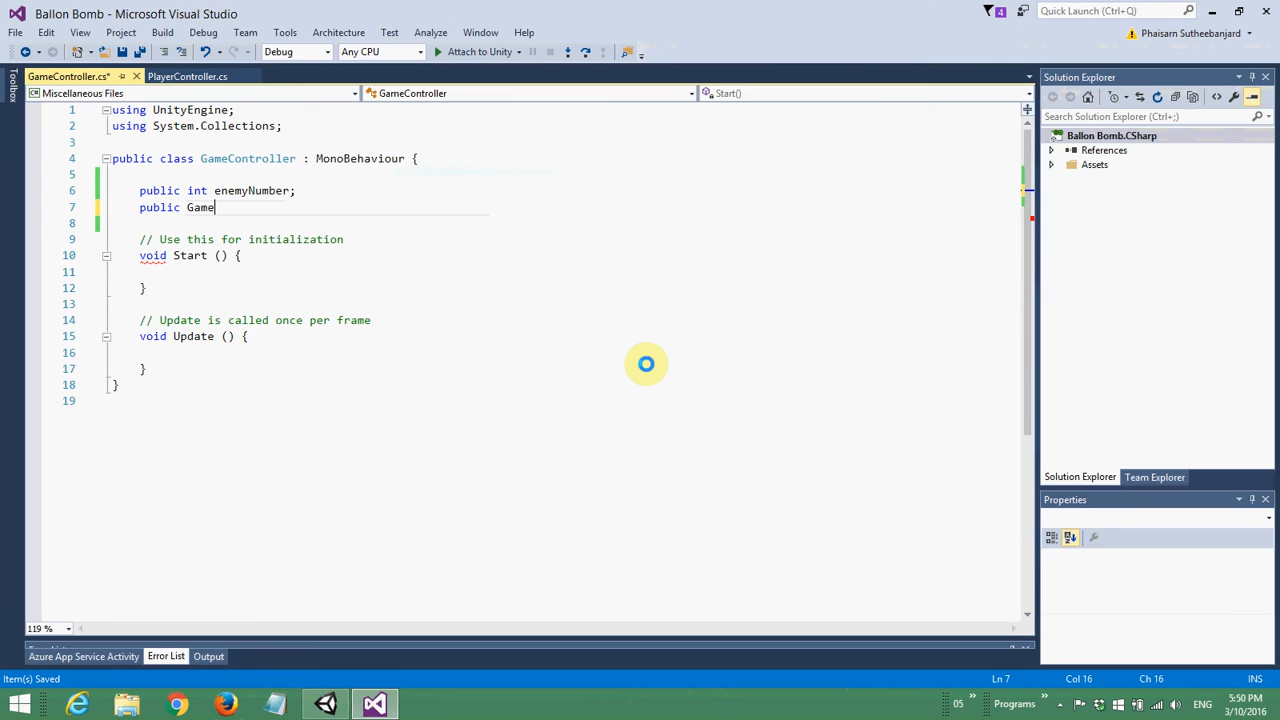 Ballon Bomb - Microsoft Visual Studio
4
Quick Launch (Ctrl+Q)
File Edit View Project Build Debug Team Tools Architecture Test Analyze Window Help
Phaisarn Sutheebanjard
Debug Any CPU Attach to Unity
Toolbox
GameController.cs* PlayerController.cs
Miscellaneous Files GameController Start()
1 using UnityEngine;
2 using System.Collections;
3
4 public class GameController : MonoBehaviour {
5
6 public int enemyNumber;
7 public Game
8
9 // Use this for initialization
10 void Start () {
11
12 }
13
14 // Update is called once per frame
15 void Update () {
16
17 }
18 }
19
119 %
Solution Explorer
Search Solution Explorer (Ctrl+;)
Ballon Bomb.CSharp
References
Assets
Solution Explorer Team Explorer
Properties
Azure App Service Activity Error List Output
Item(s) Saved Ln 7 Col 16 Ch 16 INS
05 Programs ENG
5:50 PM
3/10/2016